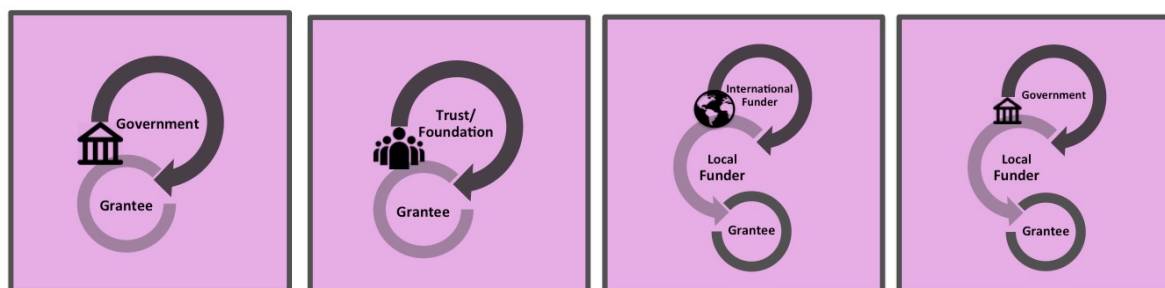 Government
Grantee
Trust/
Foundation
Grantee
International
Funder
Local
Funder
Grantee
Government
Local
Funder
Grantee